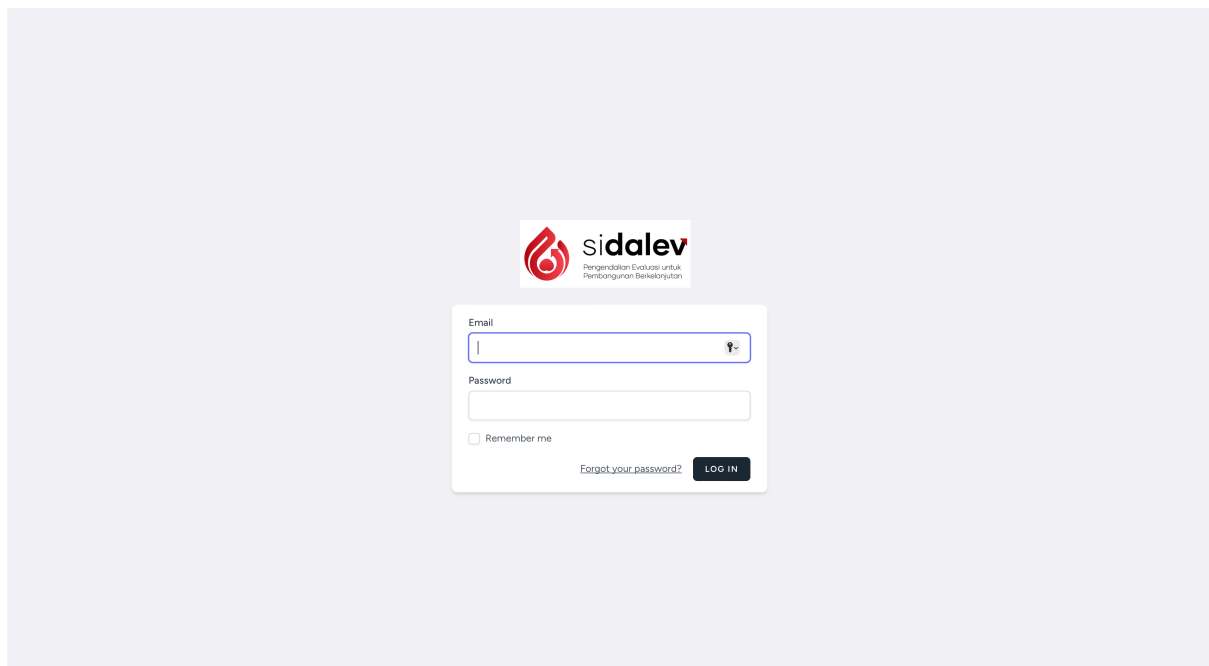 sidalev
Pengendalian Evaluasi untuk
Pembangunan Berkelanjutan
Email
Password
Remember me
Forgot your password?
LOG IN